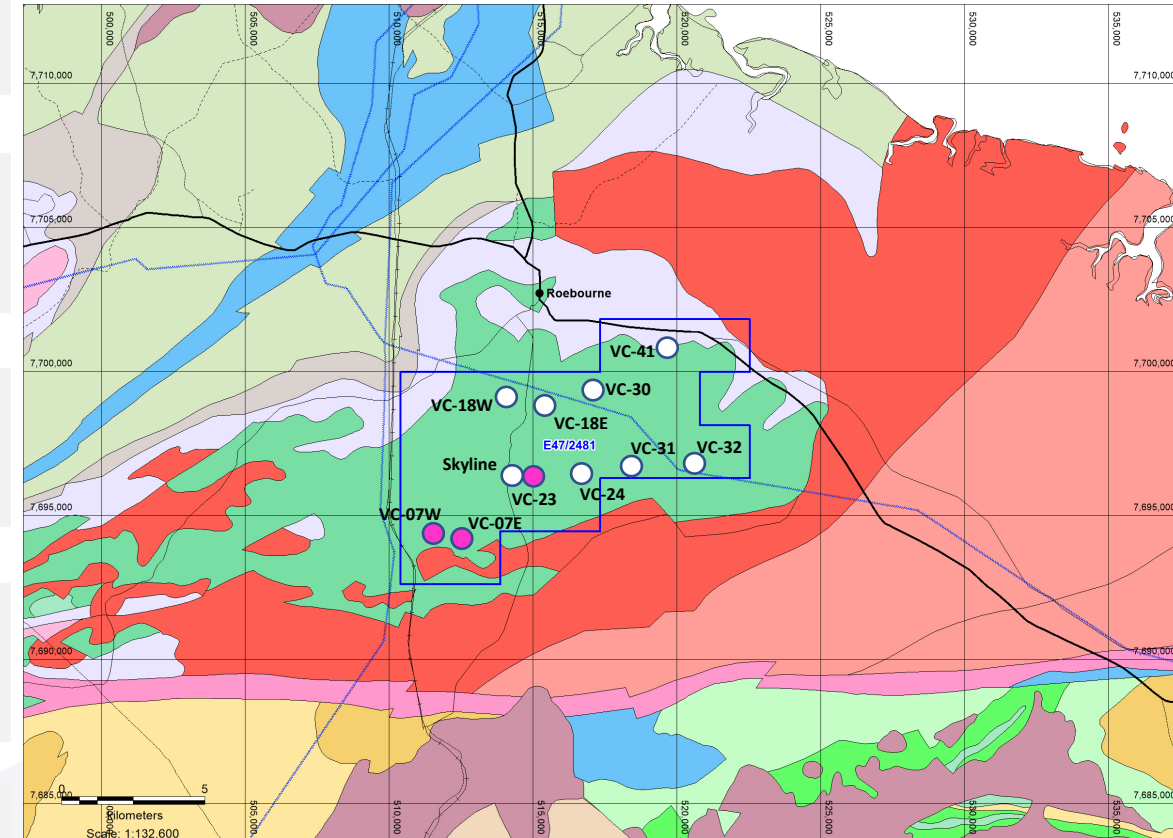 500,000
505,000
510,000
515,000
520,000
525,000
530,000
535,000
7,710,000
7,710,000
7,705,000
7,705,000
Roebourne
VC-41
7,700,000
7,700,000
VC-30
VC-18W
VC-18E
E47/2481
VC-31
VC-32
Skyline
VC-23
VC-24
7,695,000
7,695,000
VC-07W
VC-07E
7,690,000
7,690,000
7,685,000
7,685,000
0
5
kilometers
Scale: 1:132,600
500,000
505,000
510,000
515,000
520,000
525,000
530,000
535,000